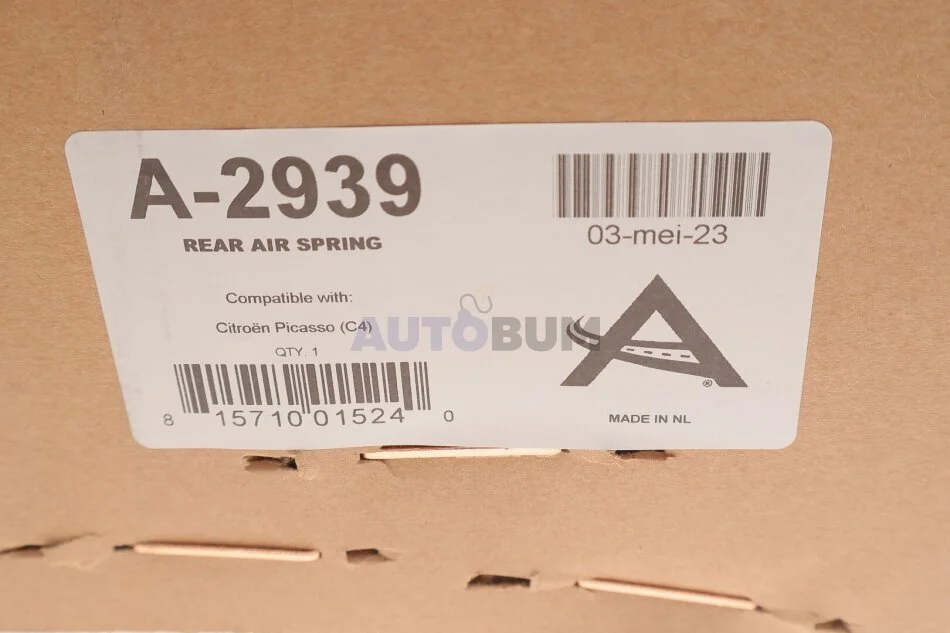 A-2939
REAR AIR SPRING
03-mei-23
Compatible with:
Citroën Picasso (C4)
AUTOBUM
QTY. 1
8 15710 01524 0
®
MADE IN NL